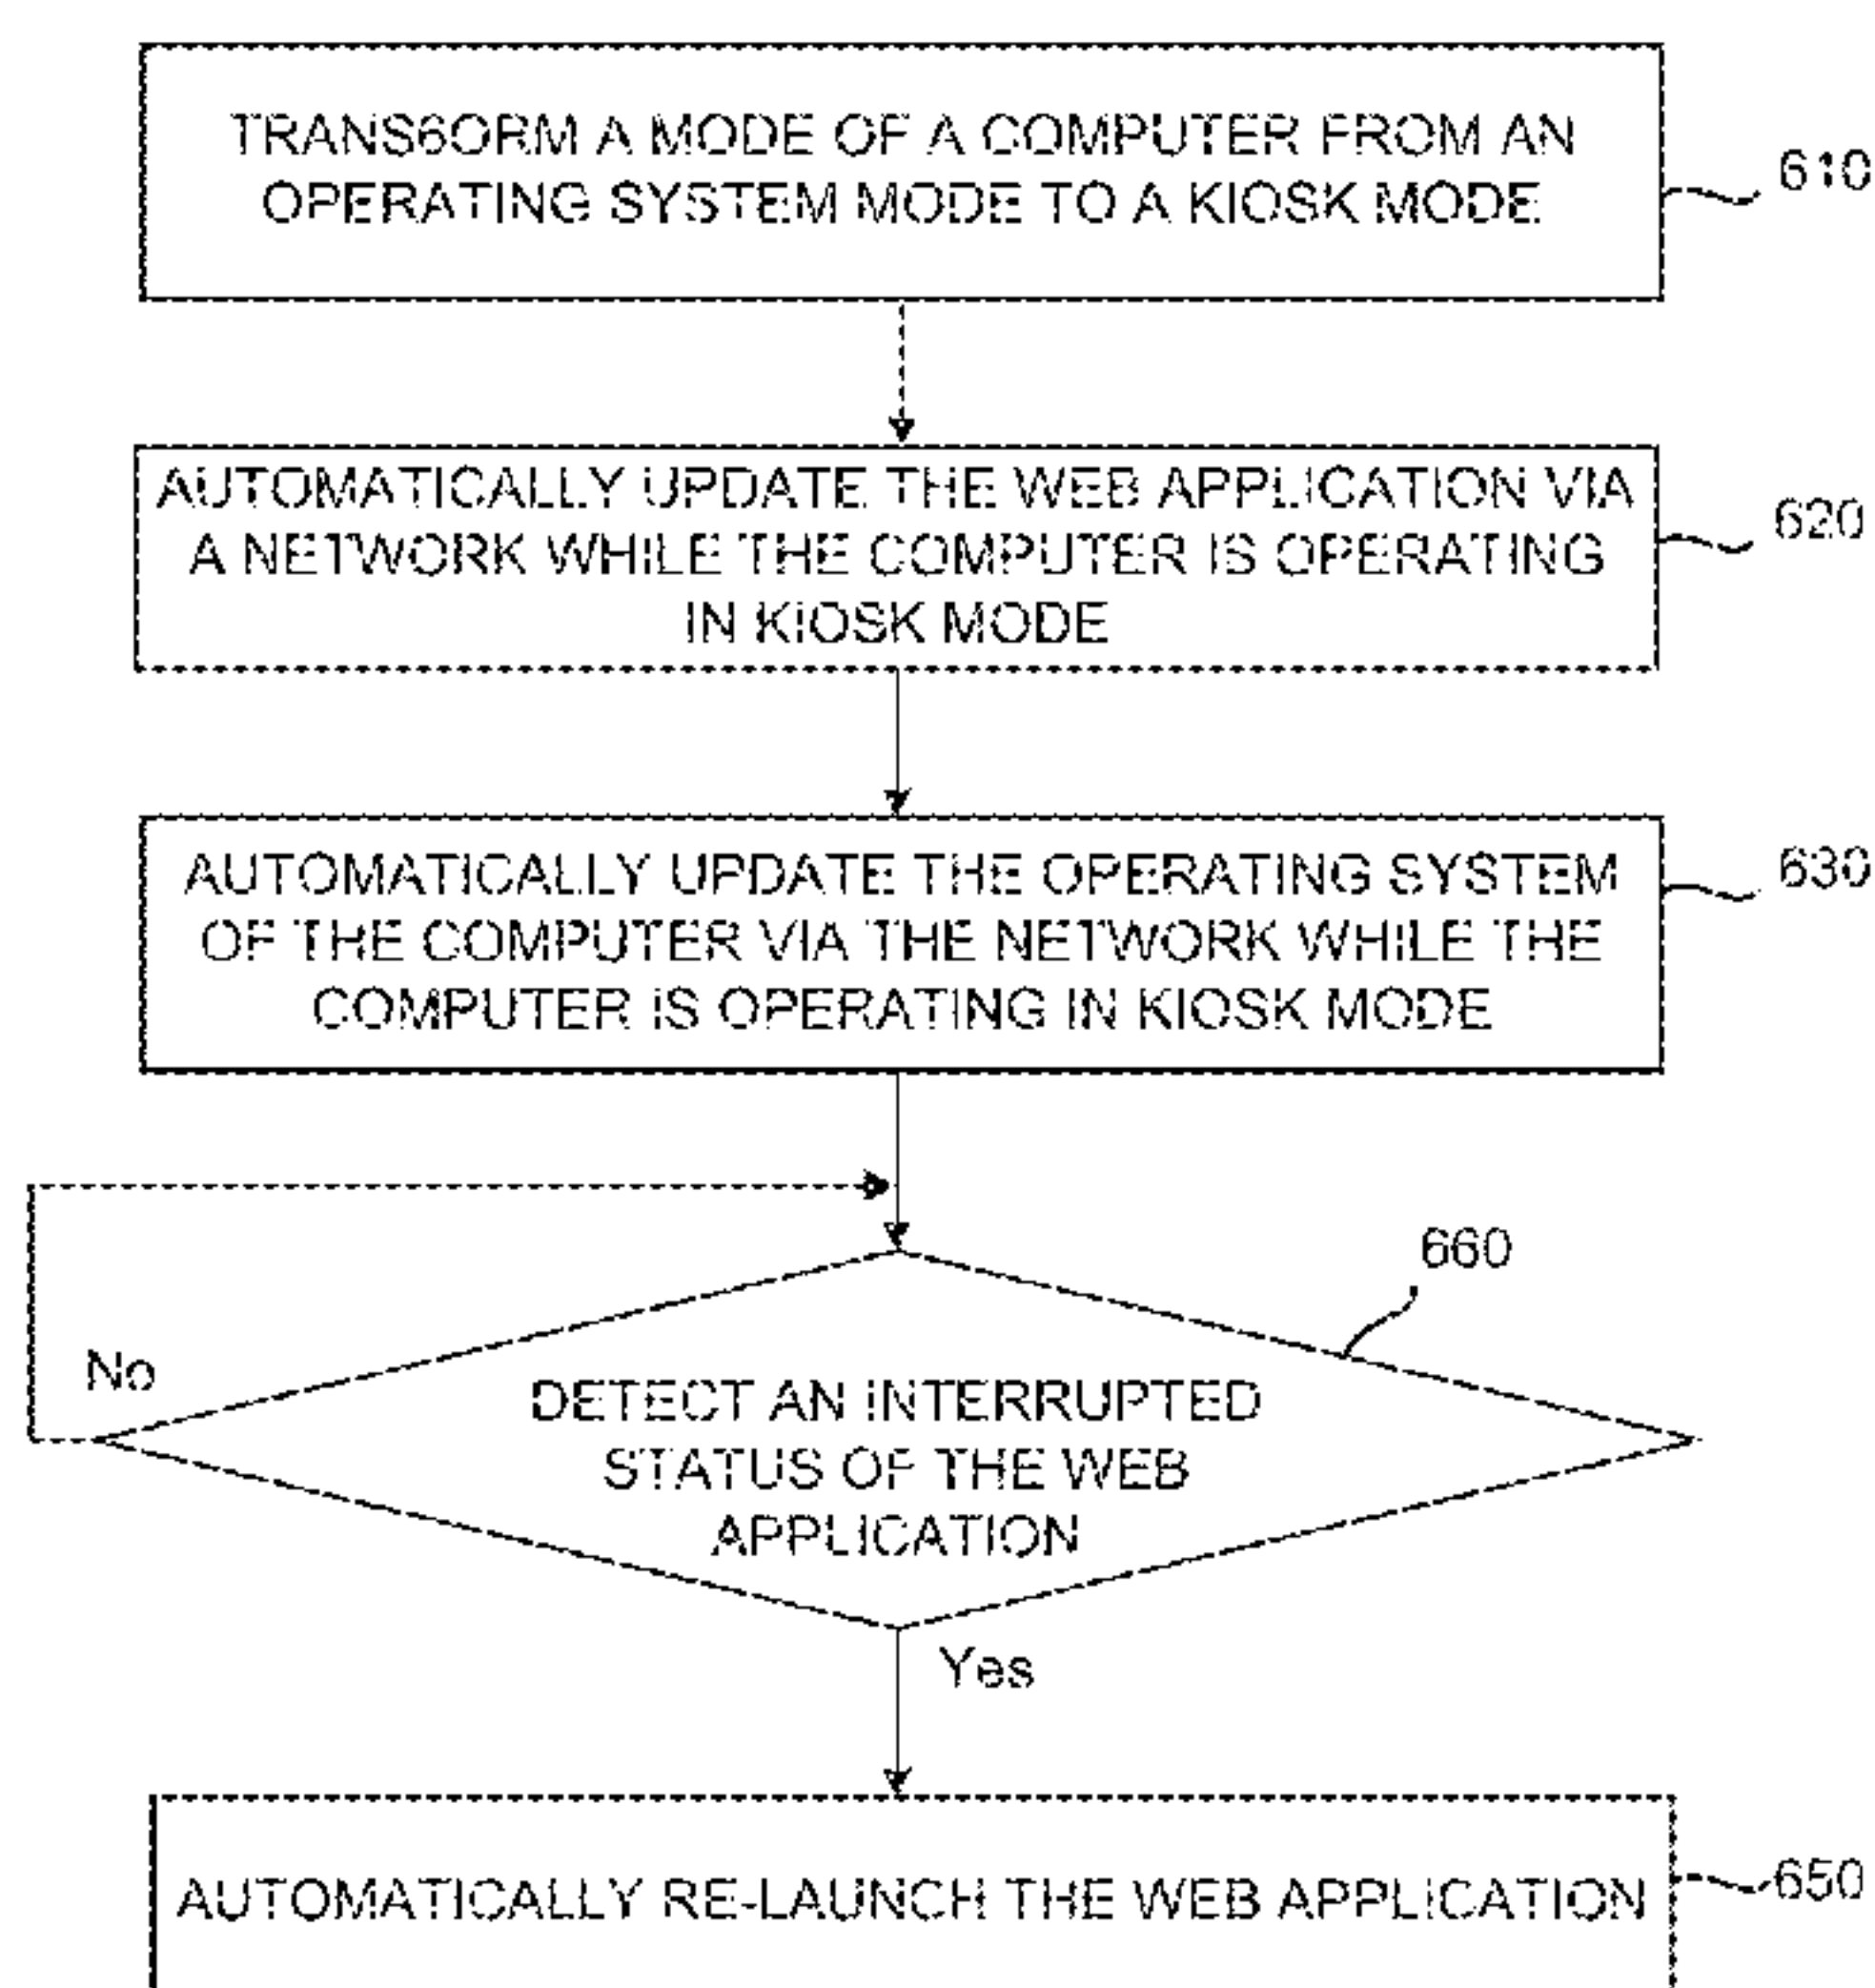 TRANS6ORM A MODE OF A COMPUTER FROM AN
OPERATING SYSTEM MODE TO A KIOSK MODE
610
AUTOMATICALLY UPDATE THE WEB APPLICATION VIA
A NETWORK WHILE THE COMPUTER IS OPERATING
IN KIOSK MODE
620
AUTOMATICALLY UPDATE THE OPERATING SYSTEM
OF THE COMPUTER VIA THE NETWORK WHILE THE
COMPUTER IS OPERATING IN KIOSK MODE
630
660
No
DETECT AN INTERRUPTED
STATUS OF THE WEB
APPLICATION
Yes
AUTOMATICALLY RE-LAUNCH THE WEB APPLICATION
650